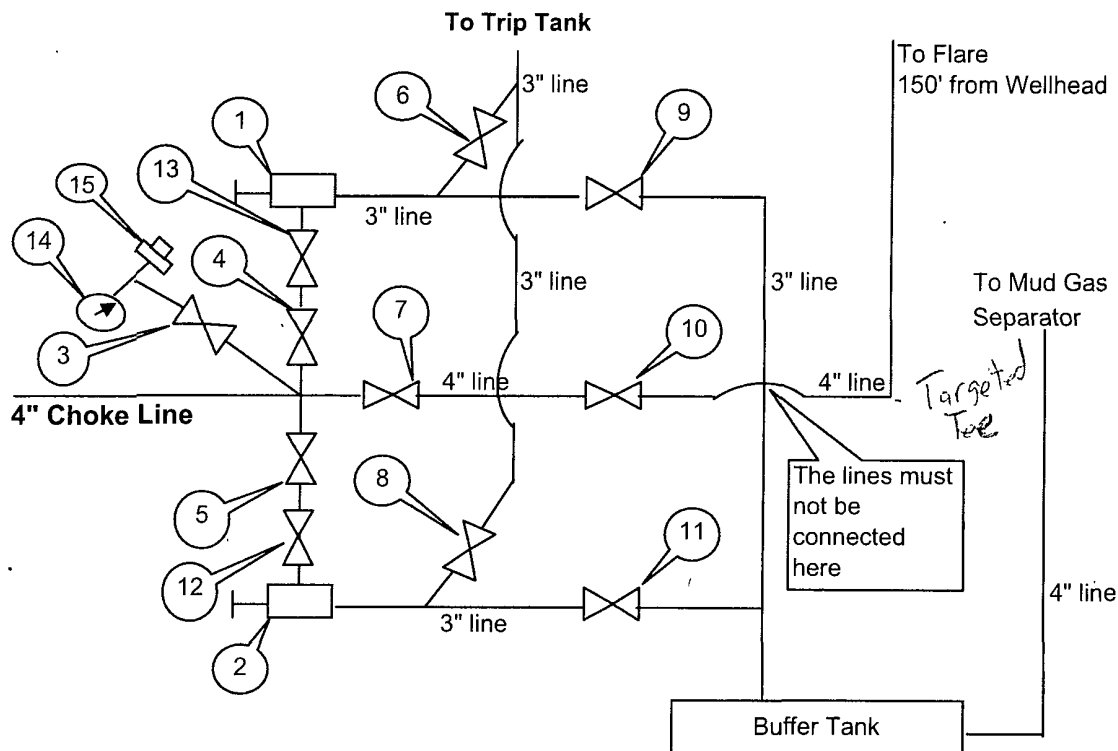 To Trip Tank
3" line
To Flare
150' from Wellhead
6
9
1
13
15
3" line
14
4
3" line
3" line
To Mud Gas
Separator
7
10
3
4" line
4" line
Targeted
Tee
4" Choke Line
The lines must
not be
connected
here
8
5
11
12
4" line
3" line
2
Buffer Tank